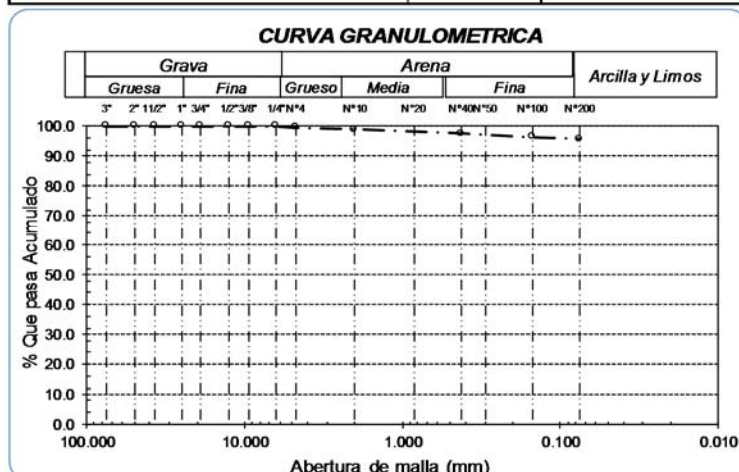 CURVA GRANULOMETRICA
Grava Arena Arcilla y Limos
Gruesa Fina Grueso Media Fina
3" 2" 11/2" 1" 3/4" 1/2" 3/8" 1/4" N°4 N°10 N°20 N°40 N°50 N°100 N°200
% Que pasa Acumulado
100.0
90.0
80.0
70.0
60.0
50.0
40.0
30.0
20.0
10.0
0.0
100.000 10.000 1.000 0.100 0.010
Abertura de malla (mm)